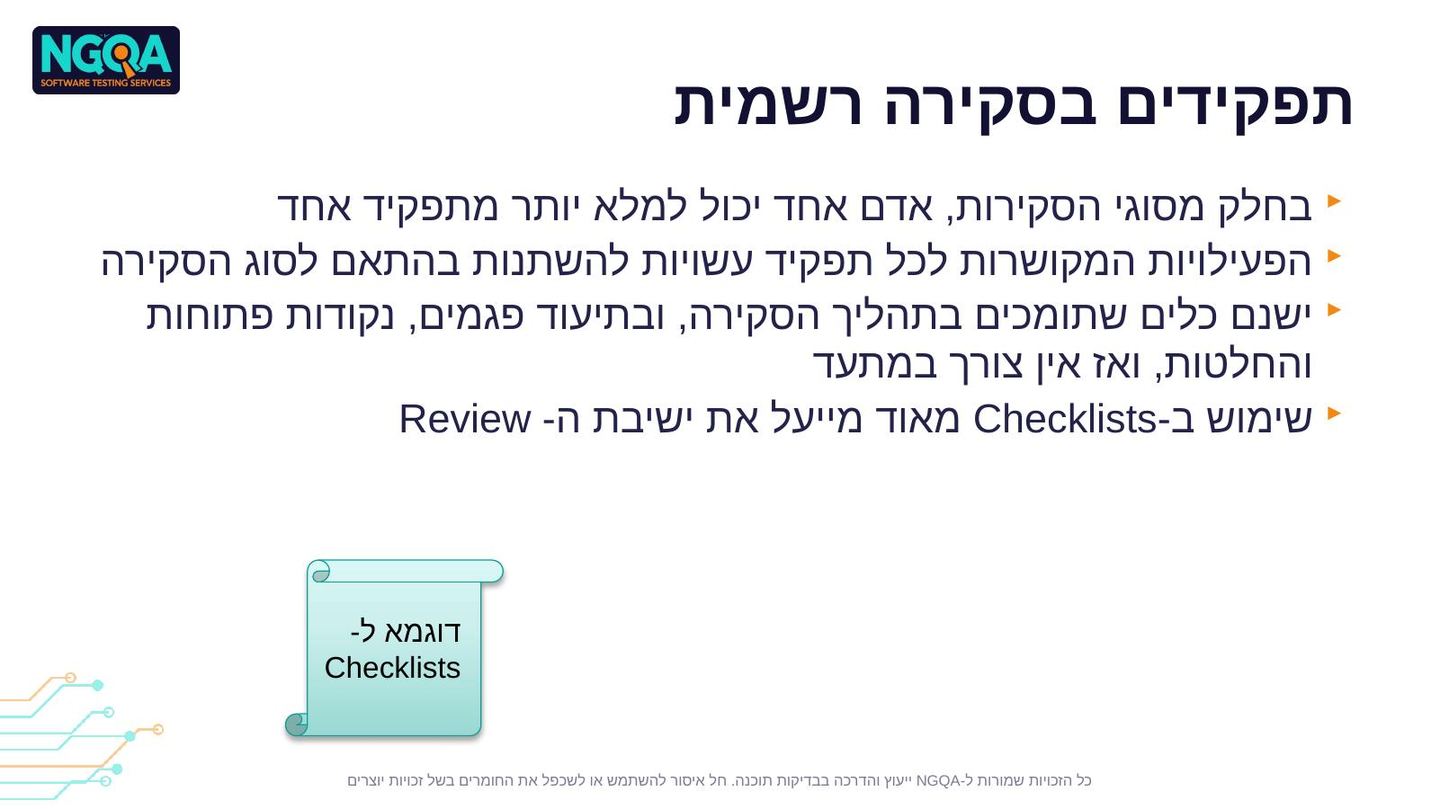 NGQA
SOFTWARE TESTING SERVICES
תפקידים בסקירה רשמית
בחלק מסוגי הסקירות, אדם אחד יכול למלא יותר מתפקיד אחד
הפעילויות המקושרות לכל תפקיד עשויות להשתנות בהתאם לסוג הסקירה
ישנם כלים שתומכים בתהליך הסקירה, ובתיעוד פגמים, נקודות פתוחות
והחלטות, ואז אין צורך במתעד
שימוש ב-Checklists מאוד מייעל את ישיבת ה- Review
דוגמא ל-
Checklists
כל הזכויות שמורות ל-NGQA ייעוץ והדרכה בבדיקות תוכנה. חל איסור להשתמש או לשכפל את החומרים בשל זכויות יוצרים